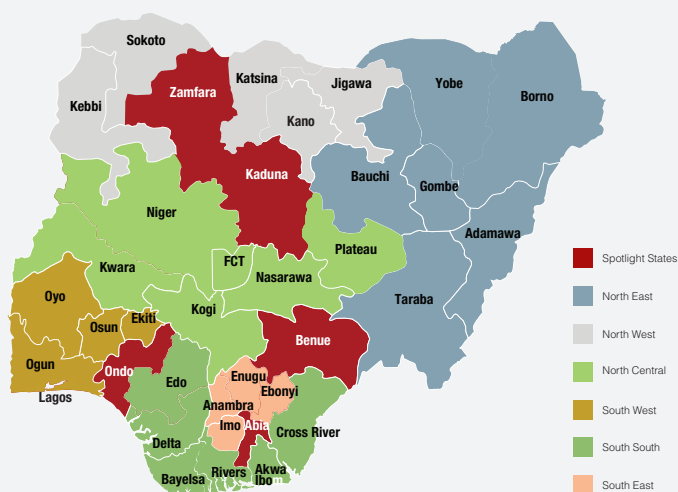 Sokoto
Zamfara
Katsina
Jigawa
Yobe
Borno
Kebbi
Kano
Kaduna
Bauchi
Gombe
Niger
Adamawa
Plateau
FCT
Kwara
Nasarawa
Taraba
Oyo
Kogi
Osun
Ekiti
Benue
Ogun
Ondo
Edo
Enugu
Ebonyi
Lagos
Anambra
Imo
Abia
Cross River
Delta
Rivers
Akwa
Ibom
Bayelsa
Spotlight States
North East
North West
North Central
South West
South South
South East